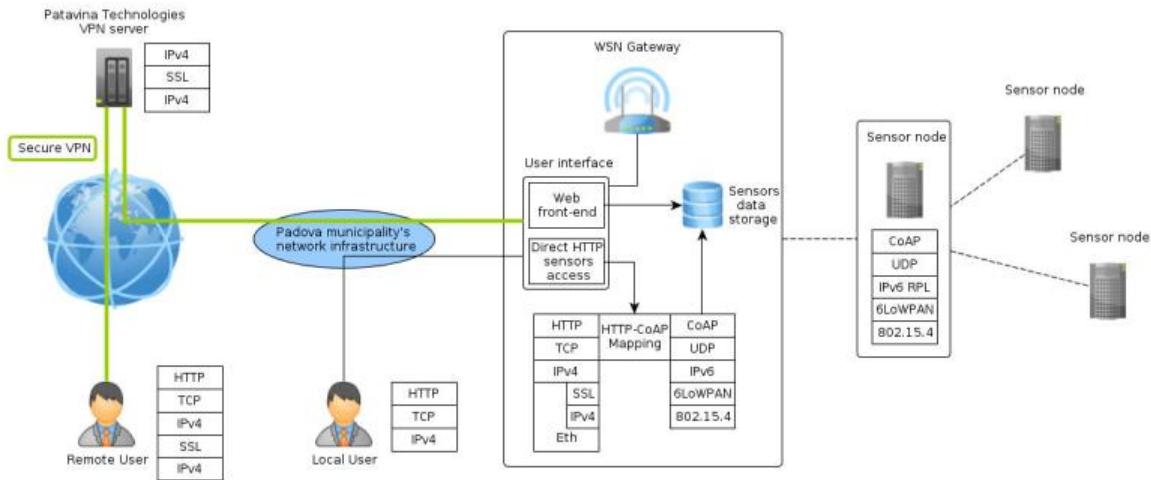 Patavina Technologies
VPN server
IPv4
SSL
IPv4
Secure VPN
Remote User
HTTP
TCP
IPv4
SSL
IPv4
Padova municipality's
network infrastructure
Local User
HTTP
TCP
IPv4
WSN Gateway
User interface
Web
front-end
Direct HTTP
sensors
access
Sensors
data
storage
HTTP
TCP
IPv4
SSL
IPv4
Eth
HTTP-CoAP
Mapping
CoAP
UDP
IPv6
6LoWPAN
802.15.4
Sensor node
CoAP
UDP
IPv6 RPL
6LoWPAN
802.15.4
Sensor node
Sensor node